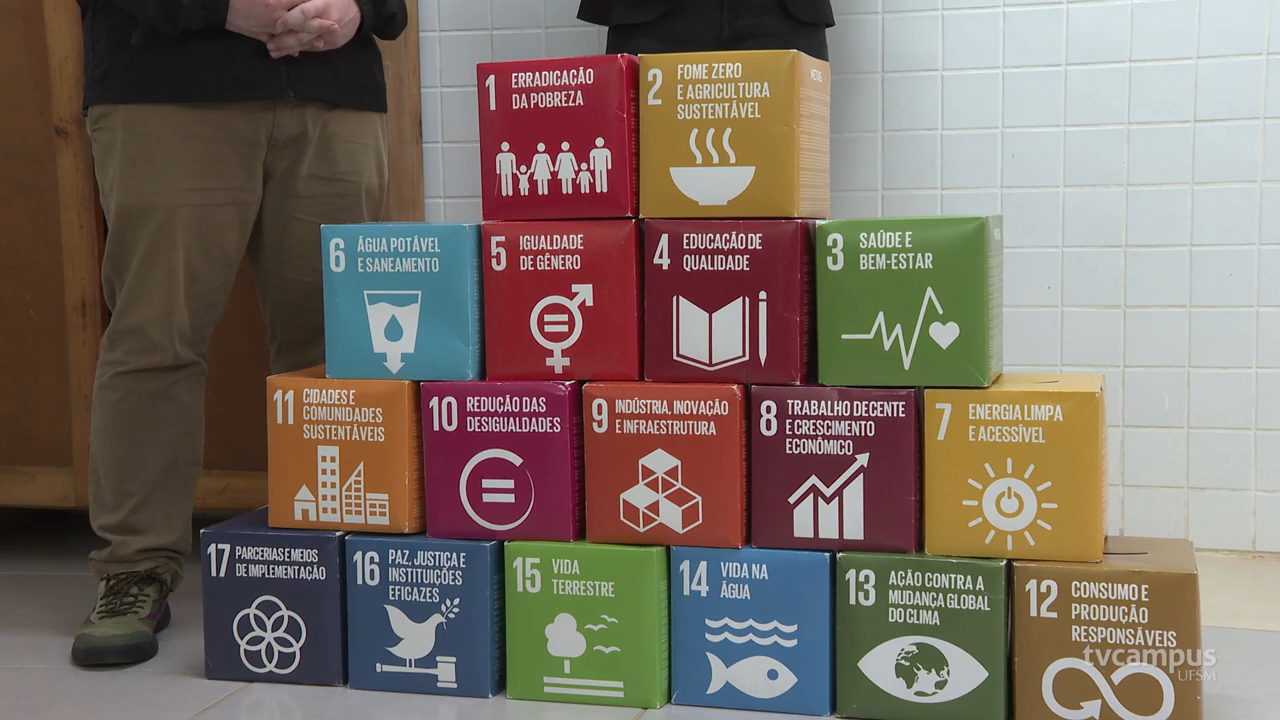 1 ERRADICAÇÃO
DA POBREZA
2 FOME ZERO
E AGRICULTURA
SUSTENTÁVEL
METAS
6 ÁGUA POTÁVEL
E SANEAMENTO
5 IGUALDADE
DE GÊNERO
4 EDUCAÇÃO DE
QUALIDADE
3 SAÚDE E
BEM-ESTAR
11 CIDADES E
COMUNIDADES
SUSTENTÁVEIS
10 REDUÇÃO DAS
DESIGUALDADES
9 INDÚSTRIA, INOVAÇÃO
E INFRAESTRUTURA
8 TRABALHO DECENTE
E CRESCIMENTO
ECONÔMICO
7 ENERGIA LIMPA
E ACESSÍVEL
17 PARCERIAS E MEIOS
DE IMPLEMENTAÇÃO
16 PAZ, JUSTIÇA E
INSTITUIÇÕES
EFICAZES
15 VIDA
TERRESTRE
14 VIDA NA
ÁGUA
13 AÇÃO CONTRA A
MUDANÇA GLOBAL
DO CLIMA
12 CONSUMO E
PRODUÇÃO
RESPONSÁVEIS
tvcampus
UFSM